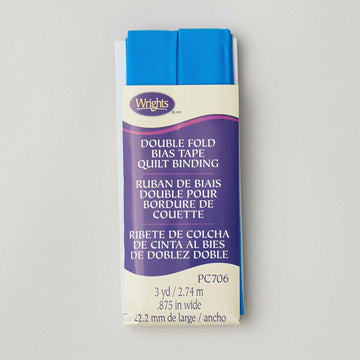 Wrights
DOUBLE FOLD
BIAS TAPE
QUILT BINDING
RUBAN DE BIAIS
DOUBLE POUR
BORDURE DE
COUETTE
RIBETE DE COLCHA
DE CINTA AL BIES
DE DOBLEZ DOBLE
PC706
3 yd / 2.74 m
.875 in wide
22.2 mm de large / ancho